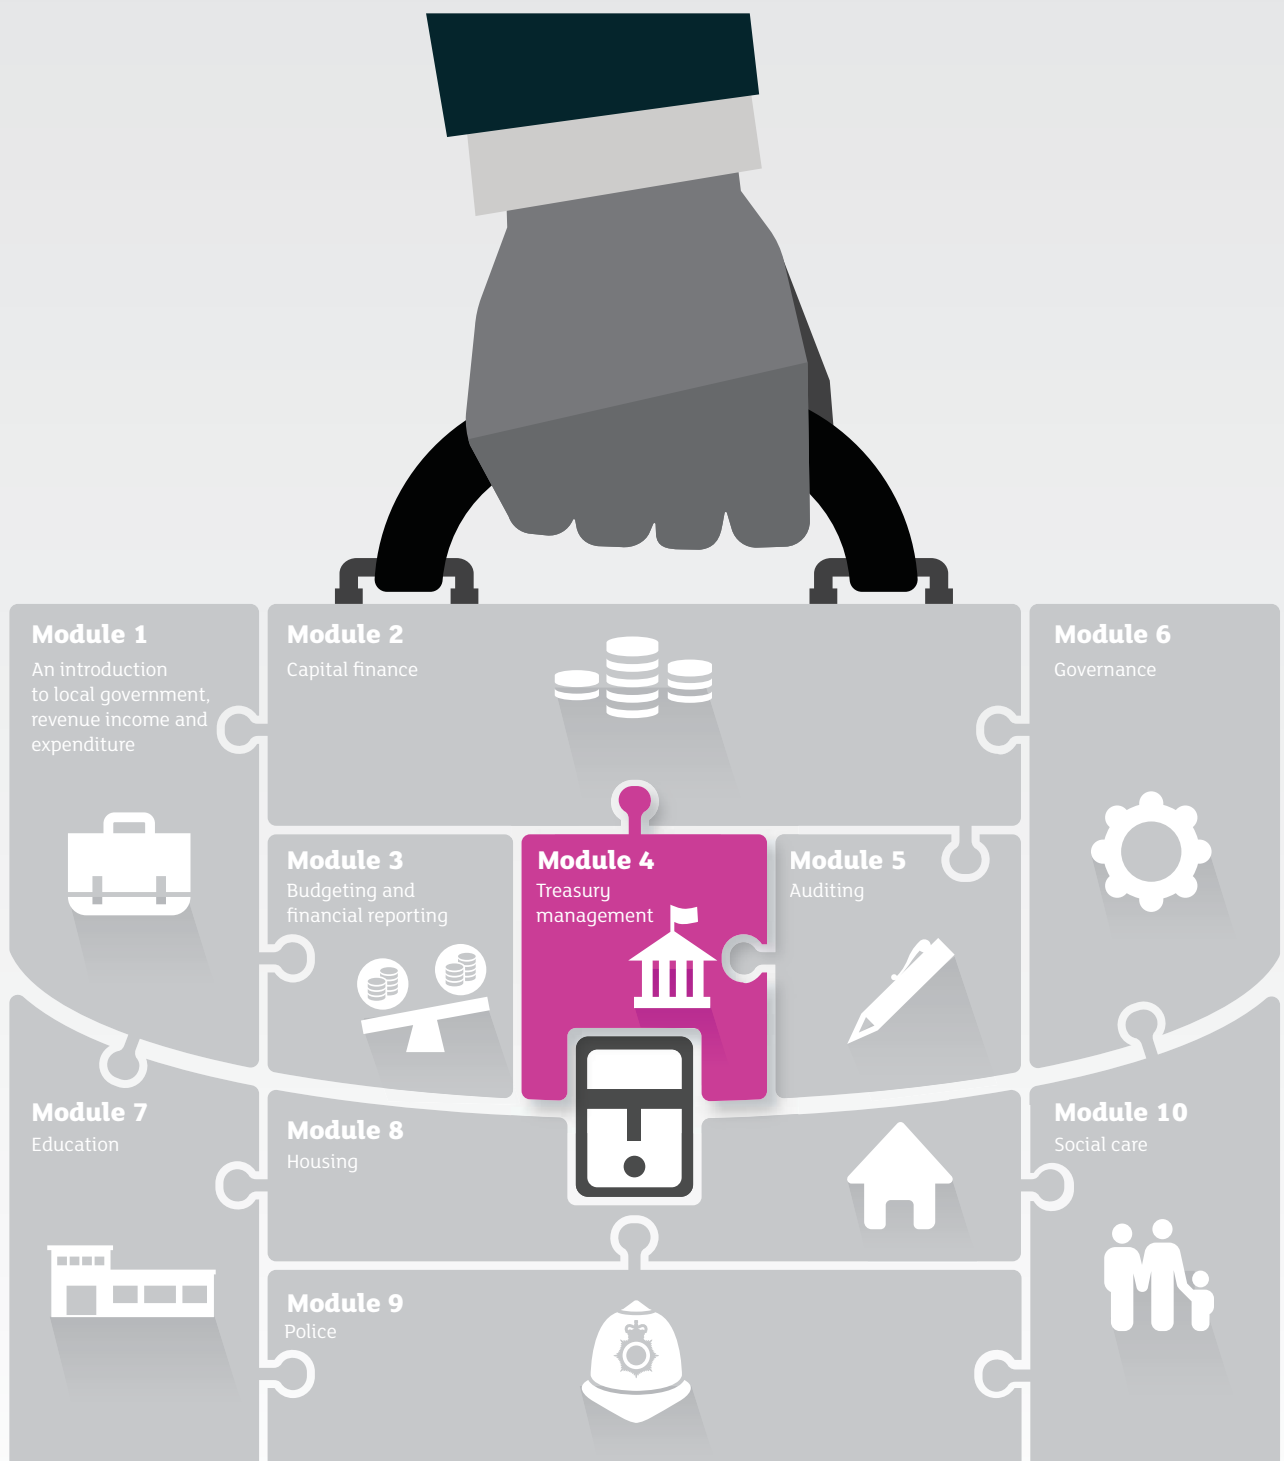 Module 1
An introduction
to local government,
revenue income and
expenditure
Module 2
Capital finance
Module 6
Governance
Module 3
Budgeting and
financial reporting
Module 4
Treasury
management
Module 5
Auditing
Module 7
Education
Module 8
Housing
Module 10
Social care
Module 9
Police